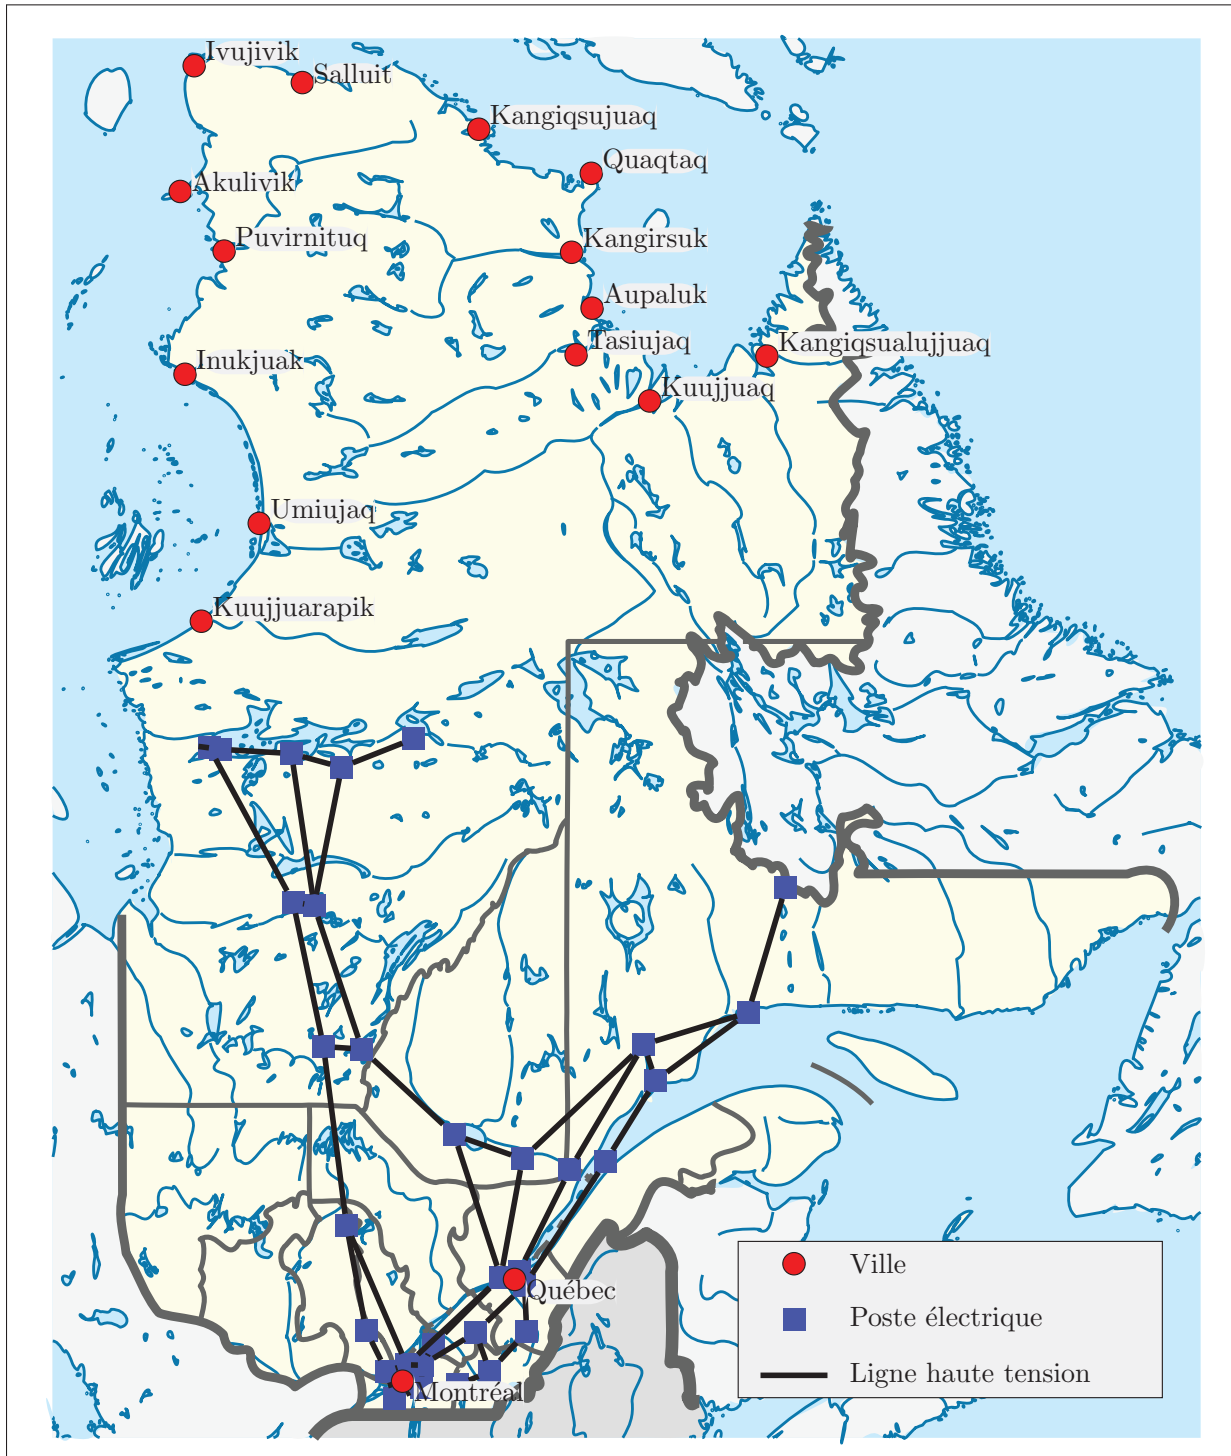 Ivujivik
Salluit
Kangiqsujuaq
Quaqtaq
Akulivik
Puvirnituq
Kangirsuk
Aupaluk
Tasiujaq
Kangiqsualujjuaq
Inukjuak
Kuujjuaq
Umiujaq
Kuujjuarapik
Ville
Québec
Poste électrique
Ligne haute tension
Montréal